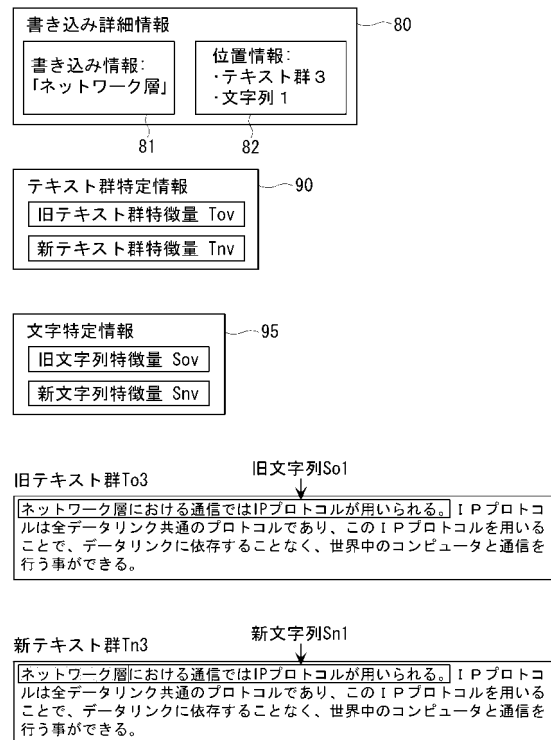 書き込み詳細情報
80
書き込み情報:
「ネットワーク層」
位置情報:
・テキスト群3
・文字列1
81
82
テキスト群特定情報
90
旧テキスト群特徴量 Tov
新テキスト群特徴量 Tnv
文字特定情報
95
旧文字列特徴量 Sov
新文字列特徴量 Snv
旧テキスト群To3
旧文字列So1
ネットワーク層における通信ではIPプロトコルが用いられる。ＩＰプロトコ
ルは全データリンク共通のプロトコルであり、このＩＰプロトコルを用いる
ことで、データリンクに依存することなく、世界中のコンピュータと通信を
行う事ができる。
新テキスト群Tn3
新文字列Sn1
ネットワーク層における通信ではIPプロトコルが用いられる。ＩＰプロトコ
ルは全データリンク共通のプロトコルであり、このＩＰプロトコルを用いる
ことで、データリンクに依存することなく、世界中のコンピュータと通信を
行う事ができる。